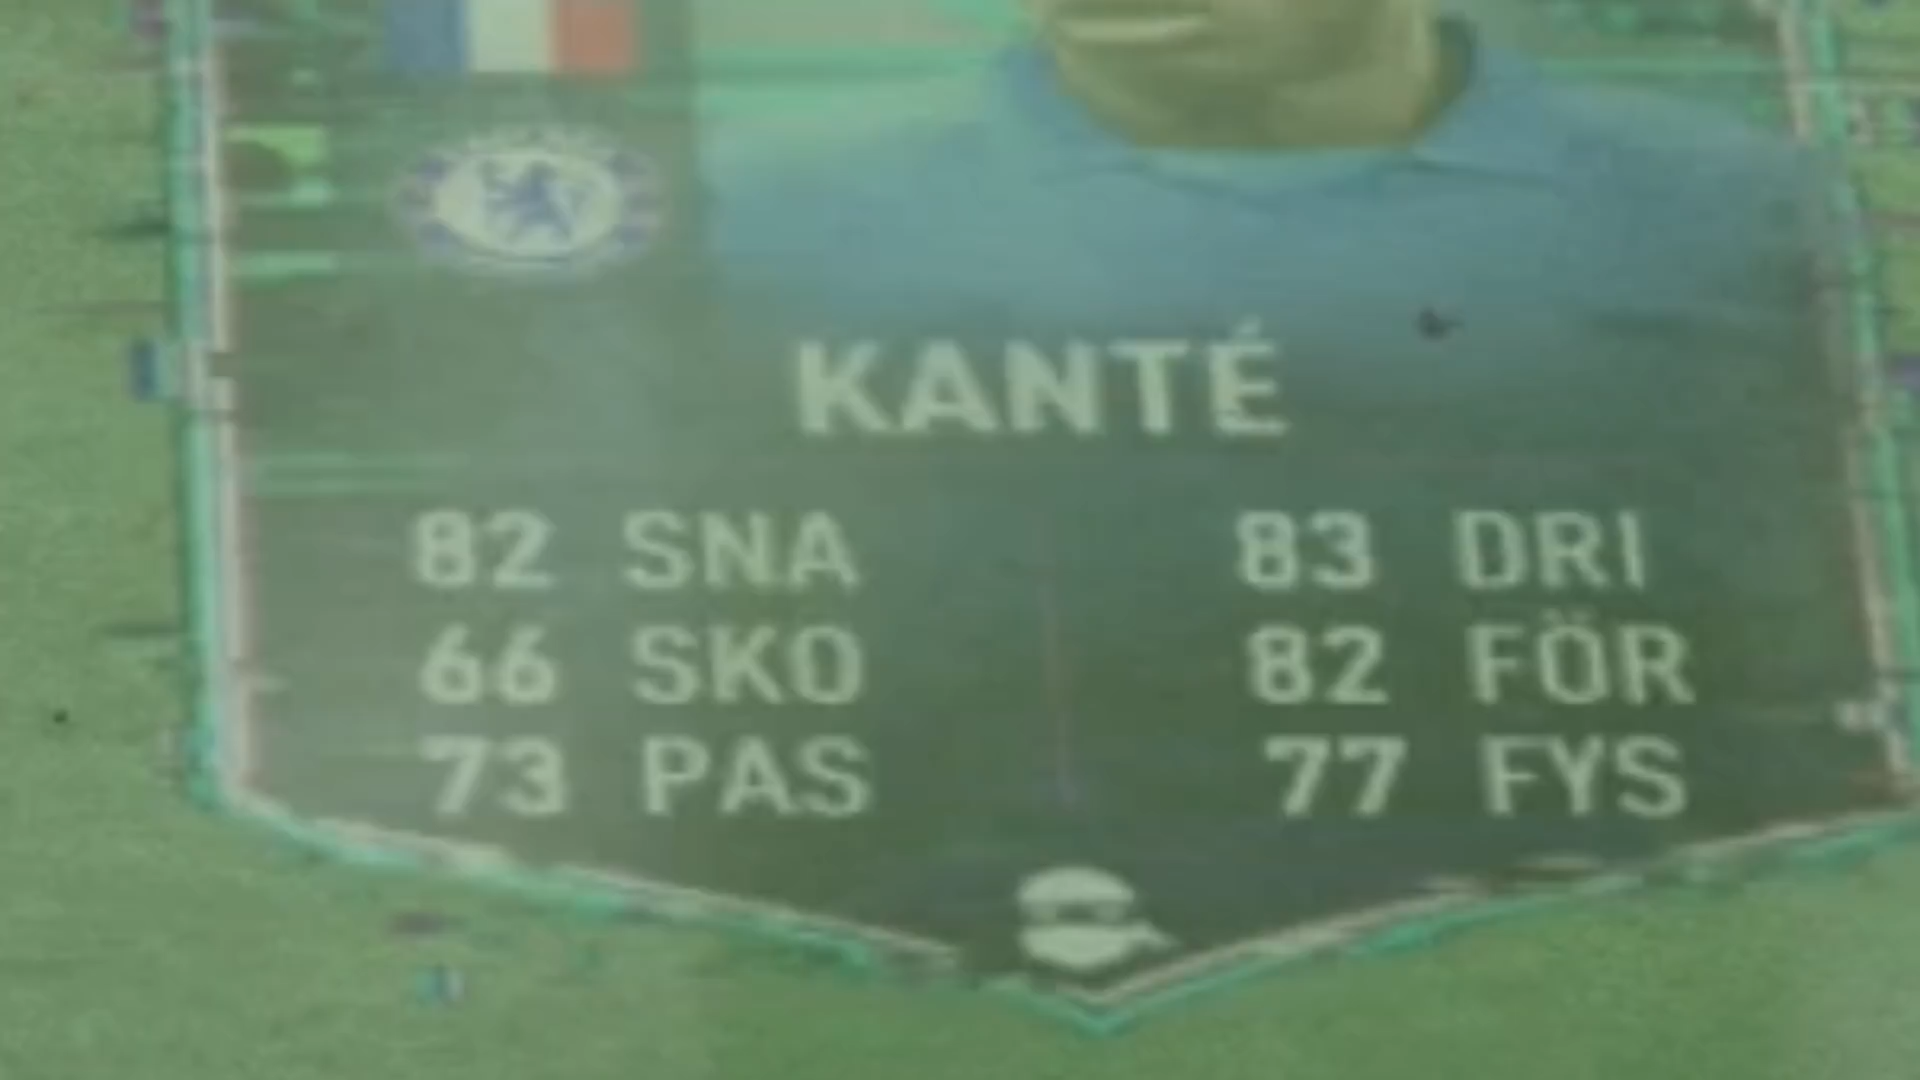 KANTÉ
82 SNA 83 DRI
66 SKO 82 FÖR
73 PAS 77 FYS